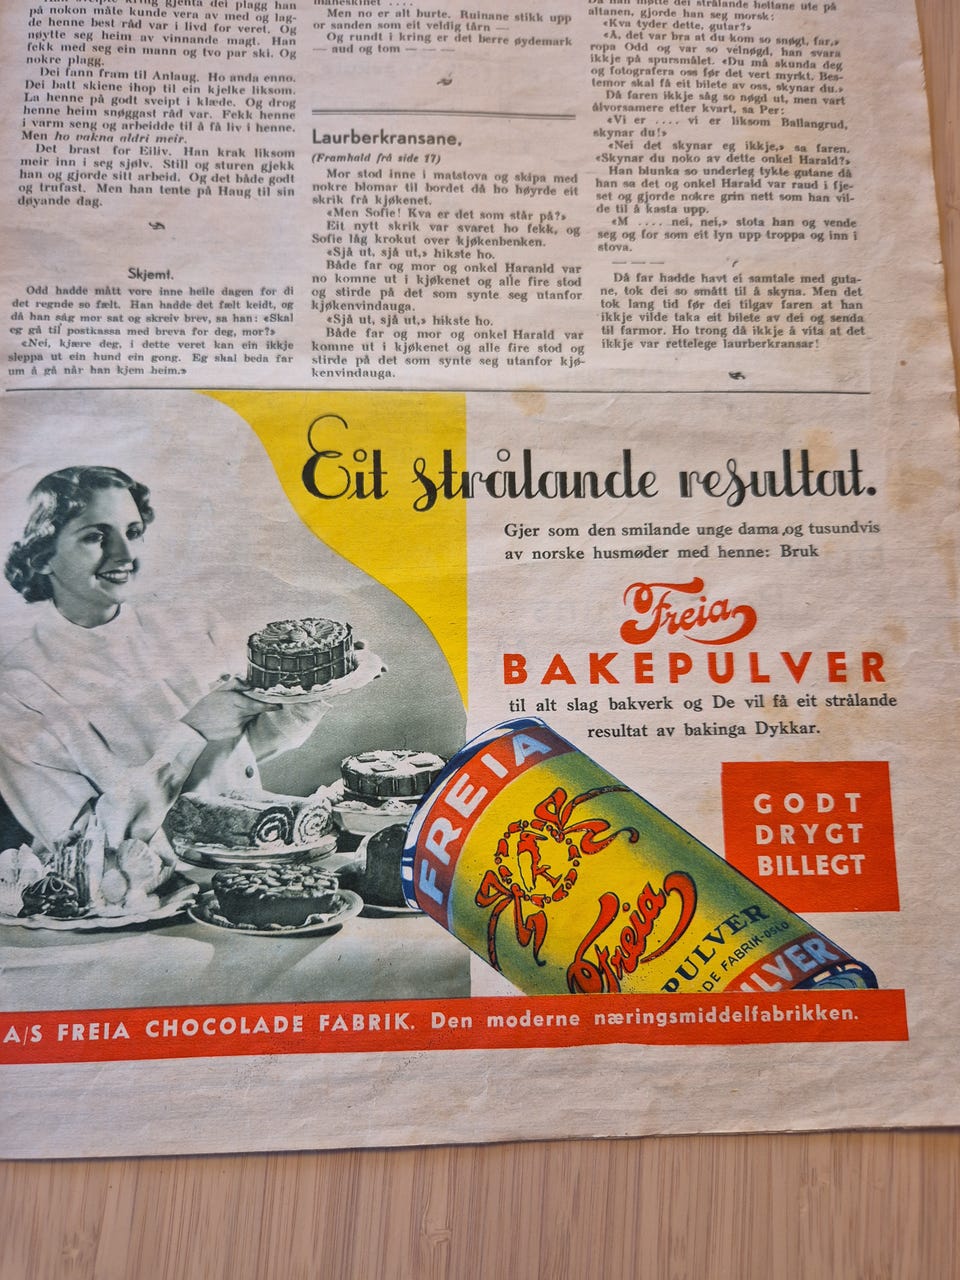 på nokon måte kunde vera av med og lag-
de henne best råd var i livd for veret. Og
nøytte seg heim av vinnande magt. Han
fekk med seg ein mann og tvo par ski. Og
nokre plagg.
Dei fann fram til Anlaug. Ho anda enno.
Dei batt skiene ihop til ein kjelke liksom.
La henne på godt sveipt i klæde. Og drog
henne heim snøggast råd var. Fekk henne
i varm seng og arbeidde til å få liv i henne.
Men ho vakna aldri meir.
Det brast for Eiliv. Han krak liksom
meir inn i seg sjølv. Still og sturen gjekk
han og gjorde sitt arbeid. Og det både godt
og trufast. Men han tente på Haug til sin
døyande dag.
Skjemt.
Odd hadde mått vore inne heile dagen for di
det regnde so fælt. Han hadde det fælt keidt, og
då han såg mor sat og skreiv brev, sa han: «Skal
eg gå til postkassa med breva for deg, mor?»
«Nei, kjære deg, i dette veret kan ein ikkje
sleppa ut ein hund ein gong. Eg skal beda far
um å gå når han kjem heim.»
Men no er alt burte. Ruinane stikk upp
or sanden som eit veldig tårn —
Og rundt i kring er det berre øydemark
— aud og tom — — —
Laurberkransane.
(Framhald frå side 17)
Mor stod inne i matstova og skipa med
nokre blomar til bordet då ho høyrde eit
skrik frå kjøkenet.
«Men Sofie! Kva er det som står på?»
Eit nytt skrik var svaret ho fekk, og
Sofie låg krokut over kjøkenbenken.
«Sjå ut, sjå ut,» hikste ho.
Både far og mor og onkel Haranld var
no komne ut i kjøkenet og alle fire stod
og stirde på det som synte seg utanfor
kjøkenvindauga.
«Sjå ut, sjå ut,» hikste ho.
Både far og mor og onkel Harald var
komne ut i kjøkenet og alle fire stod og
stirde på det som synte seg utanfor kjø-
kenvindauga.
altanen, gjorde han seg morsk:
«Kva tyder dette, gutar?»
«Å, det var bra at du kom so snøgt, far,»
ropa Odd og var so velnøgd, han svara
ikkje på spursmålet. «Du må skunda deg
og fotografera oss før det vert myrkt. Bes-
temor skal få eit bilete av oss, skynar du.»
Då faren ikkje såg so nøgd ut, men vart
ålvorsamere etter kvart, sa Per:
«Vi er .... vi er liksom Ballangrud,
skynar du!»
«Nei det skynar eg ikkje,» sa faren.
«Skynar du noko av dette onkel Harald?»
Han blunka so underleg tykte gutane då
han sa det og onkel Harald var raud i fje-
set og gjorde nokre grin nett som han vil-
de til å kasta upp.
«M .... nei, nei,» stota han og vende
seg og for som eit lyn upp troppa og inn i
stova.
Då far hadde havt ei samtale med guta-
ne, tok dei so smått til å skyna. Men det
tok lang tid før dei tilgav faren at han
ikkje vilde taka eit bilete av dei og senda
til farmor. Ho trong då ikkje å vita at det
ikkje var rettelege laurberkransar!
Eit strålande resultat.
Gjer som den smilande unge dama ,og tusundvis
av norske husmøder med henne: Bruk
Freia
BAKEPULVER
til alt slag bakverk og De vil få eit strålande
resultat av bakinga Dykkar.
GODT
DRYGT
BILLEGT
FREIA
Freia
PULVER
DE FABRIK-OSLO
ILVER
A/S FREIA CHOCOLADE FABRIK. Den moderne næringsmiddelfabrikken.